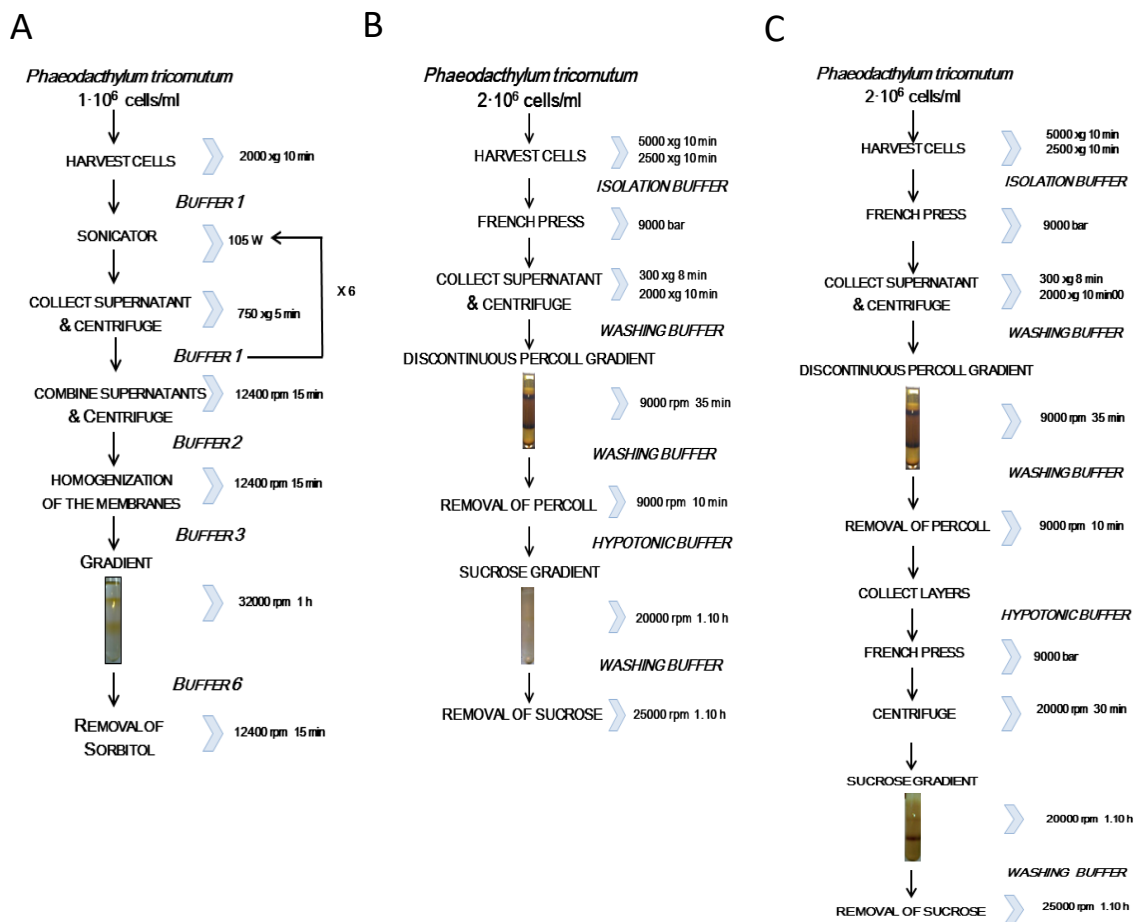 A
Phaeodacthylum tricornutum
1·10⁶ cells/ml
HARVEST CELLS
2000 xg 10 min
BUFFER 1
SONICATOR
105 W
X 6
COLLECT SUPERNATANT
& CENTRIFUGE
750 xg 5 min
BUFFER 1
COMBINE SUPERNATANTS
& CENTRIFUGE
12400 rpm 15 min
BUFFER 2
HOMOGENIZATION
OF THE MEMBRANES
12400 rpm 15 min
BUFFER 3
GRADIENT
32000 rpm 1 h
BUFFER 6
REMOVAL OF
SORBITOL
12400 rpm 15 min
B
Phaeodacthylum tricornutum
2·10⁶ cells/ml
HARVEST CELLS
5000 xg 10 min
2500 xg 10 min
ISOLATION BUFFER
FRENCH PRESS
9000 bar
COLLECT SUPERNATANT
& CENTRIFUGE
300 xg 8 min
2000 xg 10 min
WASHING BUFFER
DISCONTINUOUS PERCOLL GRADIENT
9000 rpm 35 min
WASHING BUFFER
REMOVAL OF PERCOLL
9000 rpm 10 min
HYPOTONIC BUFFER
SUCROSE GRADIENT
20000 rpm 1.10 h
WASHING BUFFER
REMOVAL OF SUCROSE
25000 rpm 1.10 h
C
Phaeodacthylum tricornutum
2·10⁶ cells/ml
HARVEST CELLS
5000 xg 10 min
2500 xg 10 min
ISOLATION BUFFER
FRENCH PRESS
9000 bar
COLLECT SUPERNATANT
& CENTRIFUGE
300 xg 8 min
2000 xg 10 min00
WASHING BUFFER
DISCONTINUOUS PERCOLL GRADIENT
9000 rpm 35 min
WASHING BUFFER
REMOVAL OF PERCOLL
9000 rpm 10 min
COLLECT LAYERS
HYPOTONIC BUFFER
FRENCH PRESS
9000 bar
CENTRIFUGE
20000 rpm 30 min
SUCROSE GRADIENT
20000 rpm 1.10 h
WASHING BUFFER
REMOVAL OF SUCROSE
25000 rpm 1.10 h